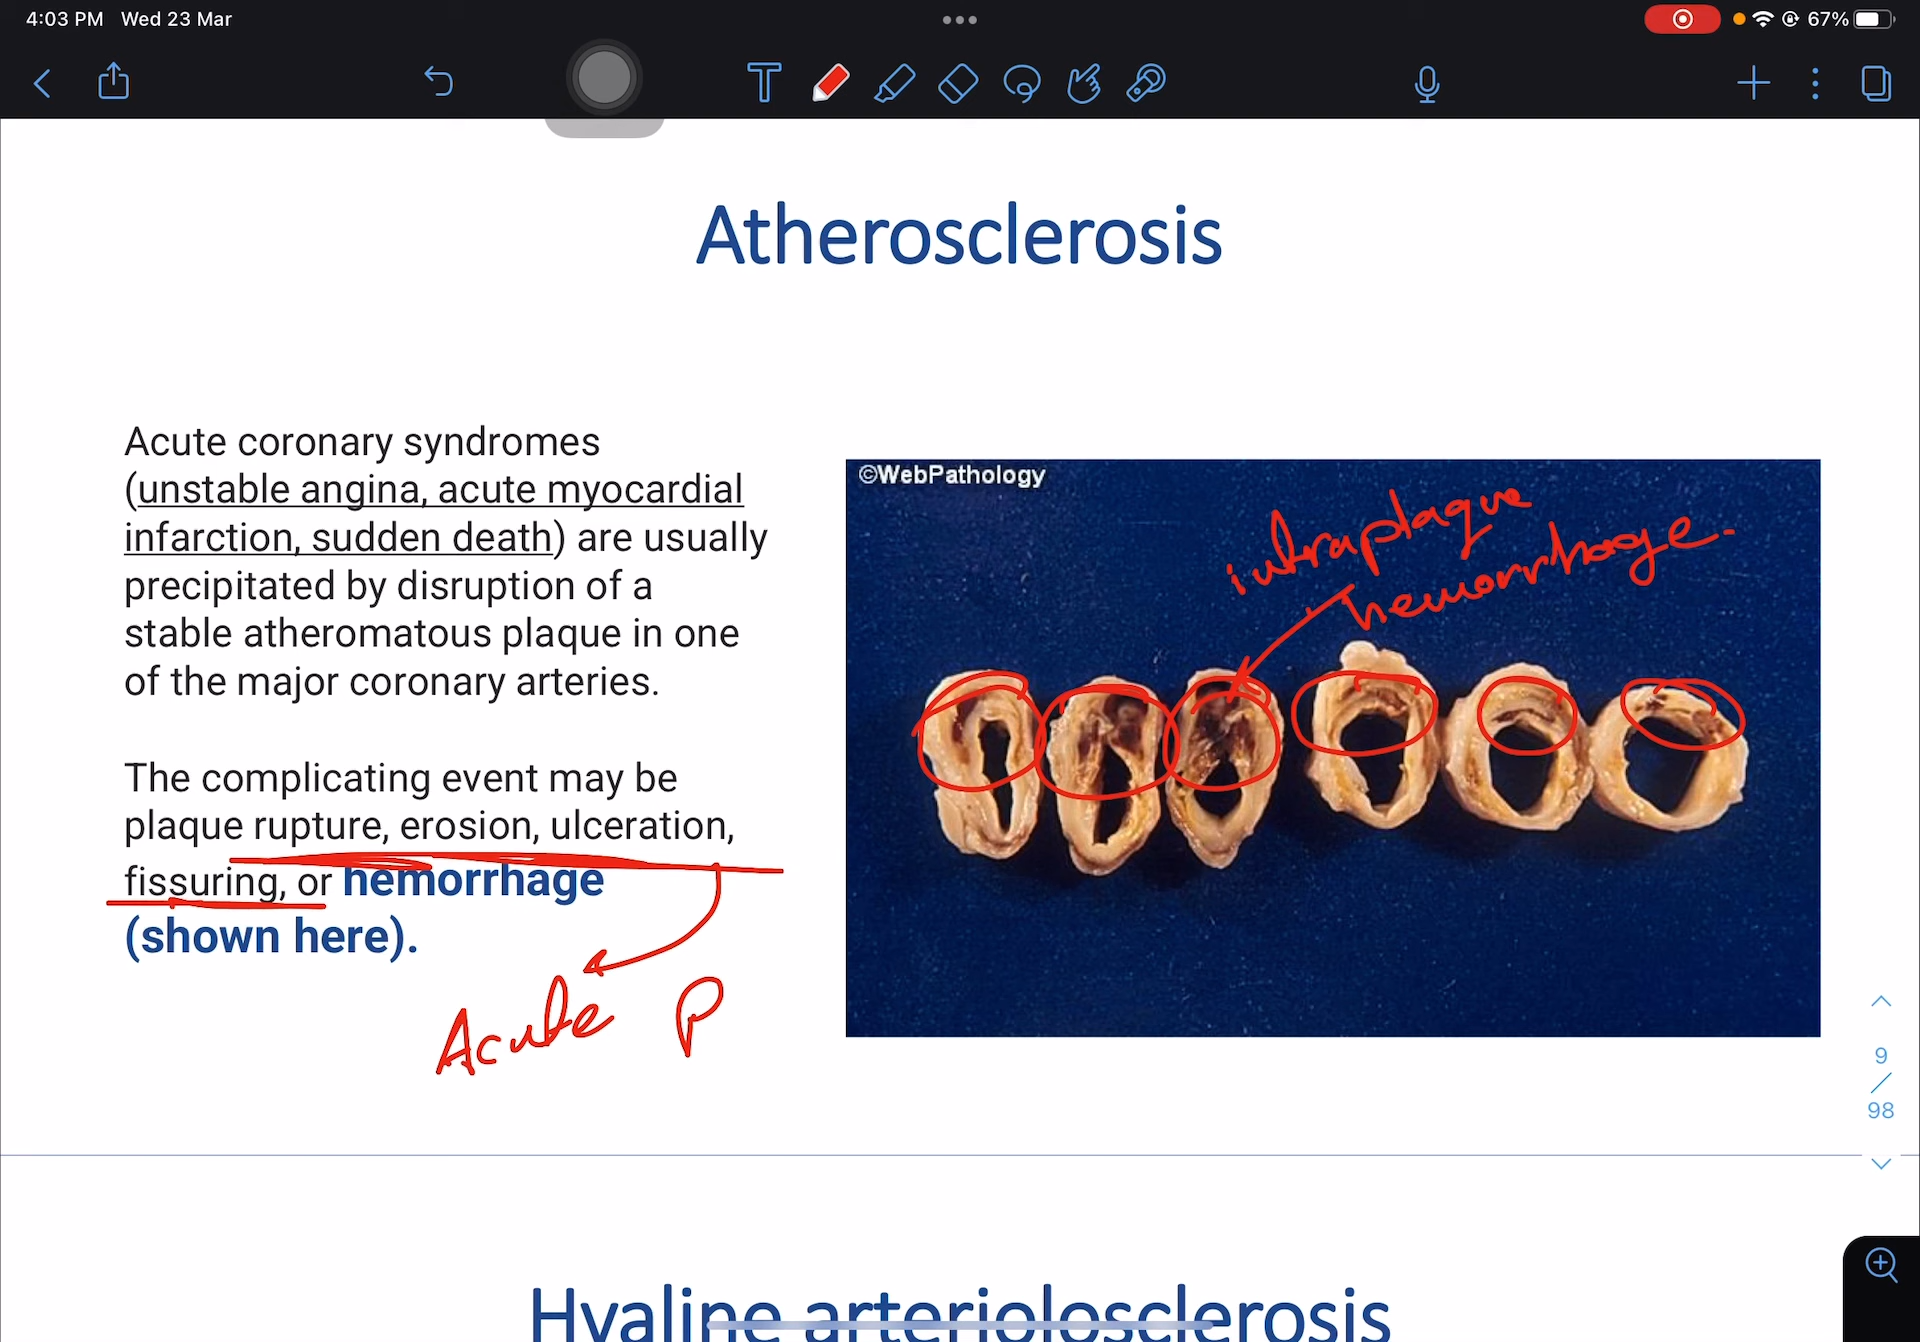 4:03 PM Wed 23 Mar
67%
Atherosclerosis
Acute coronary syndromes
(unstable angina, acute myocardial
infarction, sudden death) are usually
precipitated by disruption of a
stable atheromatous plaque in one
of the major coronary arteries.
The complicating event may be
plaque rupture, erosion, ulceration,
fissuring, or hemorrhage
(shown here).
Acute P
©WebPathology
intraplaque
hemorrhage.
9
/
98
Hyaline arteriolosclerosis